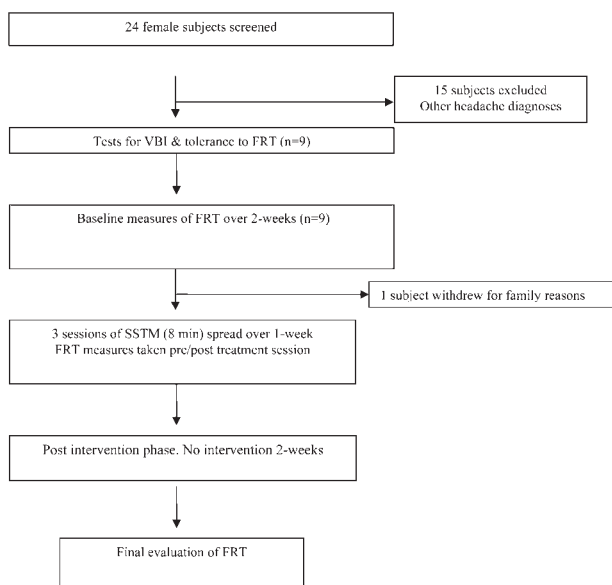 24 female subjects screened
15 subjects excluded
Other headache diagnoses
Tests for VBI & tolerance to FRT (n=9)
Baseline measures of FRT over 2-weeks (n=9)
1 subject withdrew for family reasons
3 sessions of SSTM (8 min) spread over 1-week
FRT measures taken pre/post treatment session
Post intervention phase. No intervention 2-weeks
Final evaluation of FRT